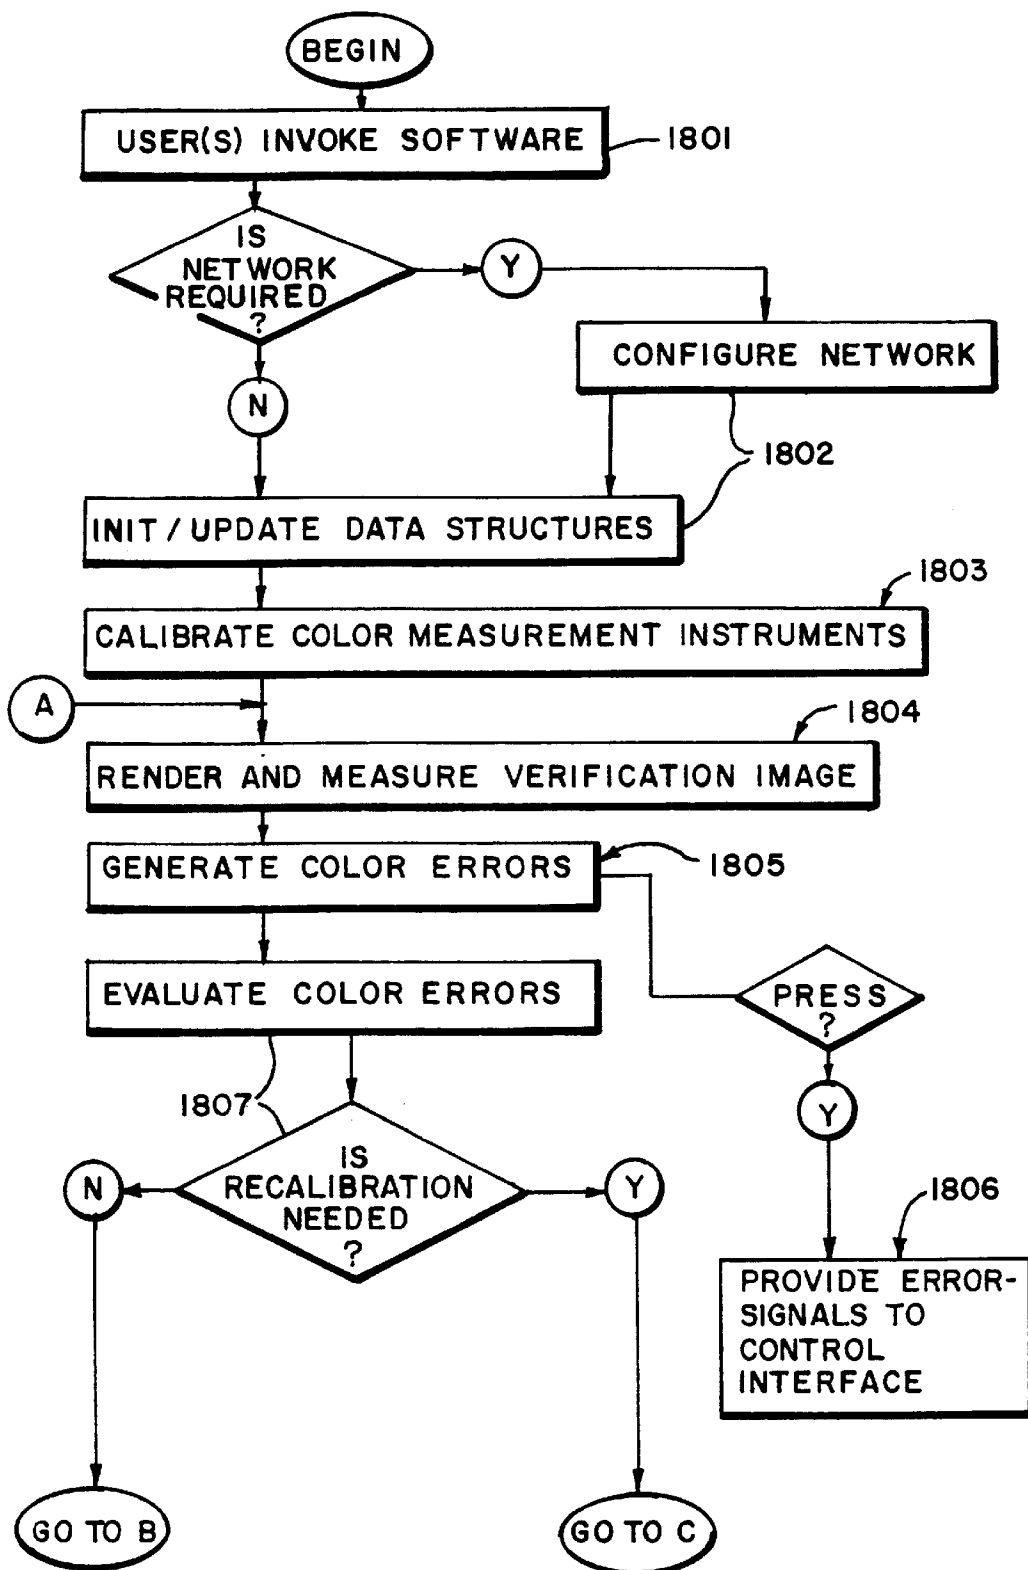 BEGIN
USER(S) INVOKE SOFTWARE
1801
IS
NETWORK
REQUIRED
?
Y
CONFIGURE NETWORK
N
1802
INIT / UPDATE DATA STRUCTURES
1803
CALIBRATE COLOR MEASUREMENT INSTRUMENTS
A
1804
RENDER AND MEASURE VERIFICATION IMAGE
GENERATE COLOR ERRORS
1805
EVALUATE COLOR ERRORS
PRESS
?
Y
1807
IS
RECALIBRATION
NEEDED
?
N
Y
1806
PROVIDE ERROR-
SIGNALS TO
CONTROL
INTERFACE
GO TO B
GO TO C